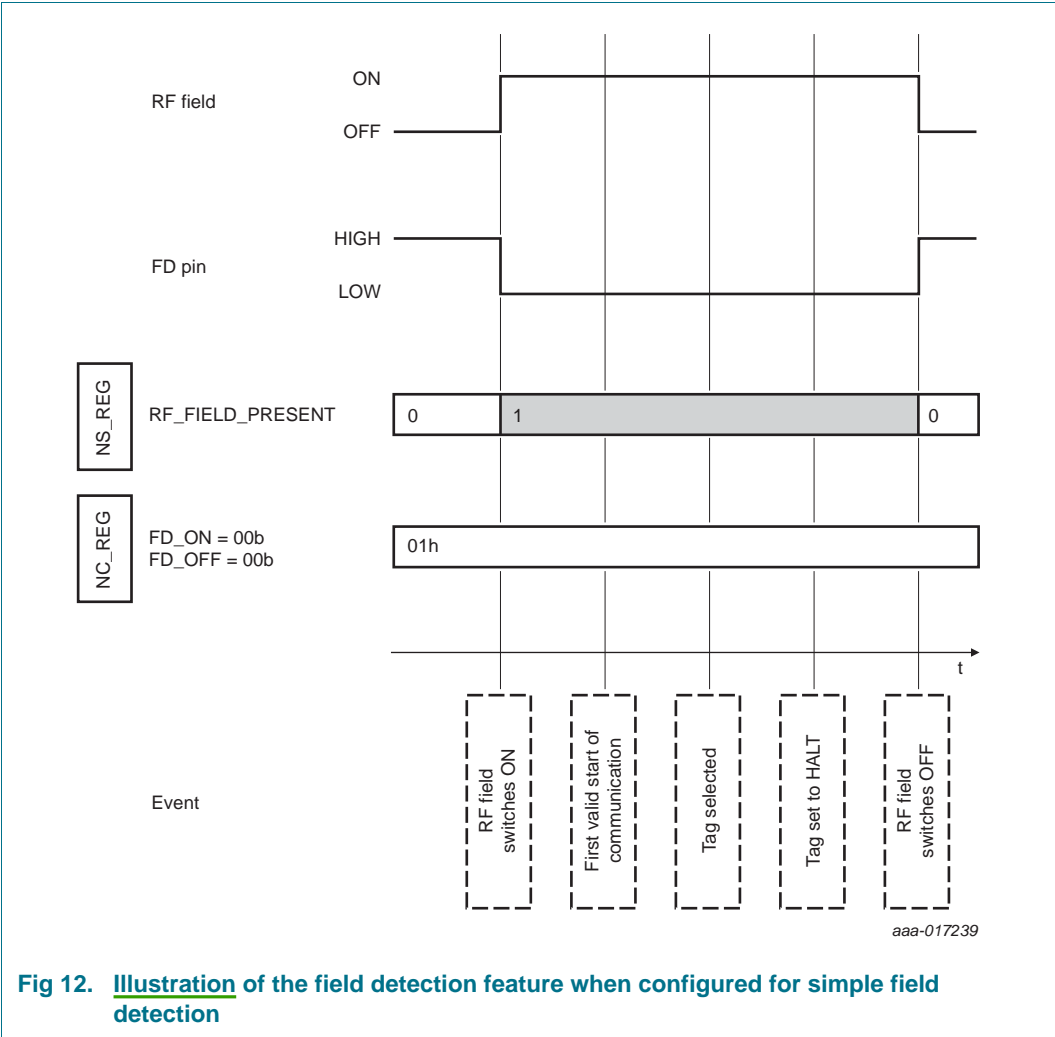 RF field
ON
OFF
FD pin
HIGH
LOW
NS_REG
RF_FIELD_PRESENT
0
1
0
NC_REG
FD_ON = 00b
FD_OFF = 00b
01h
t
Event
RF field
switches ON
First valid start of
communication
Tag selected
Tag set to HALT
RF field
switches OFF
aaa-017239
Fig 12. Illustration of the field detection feature when configured for simple field
detection